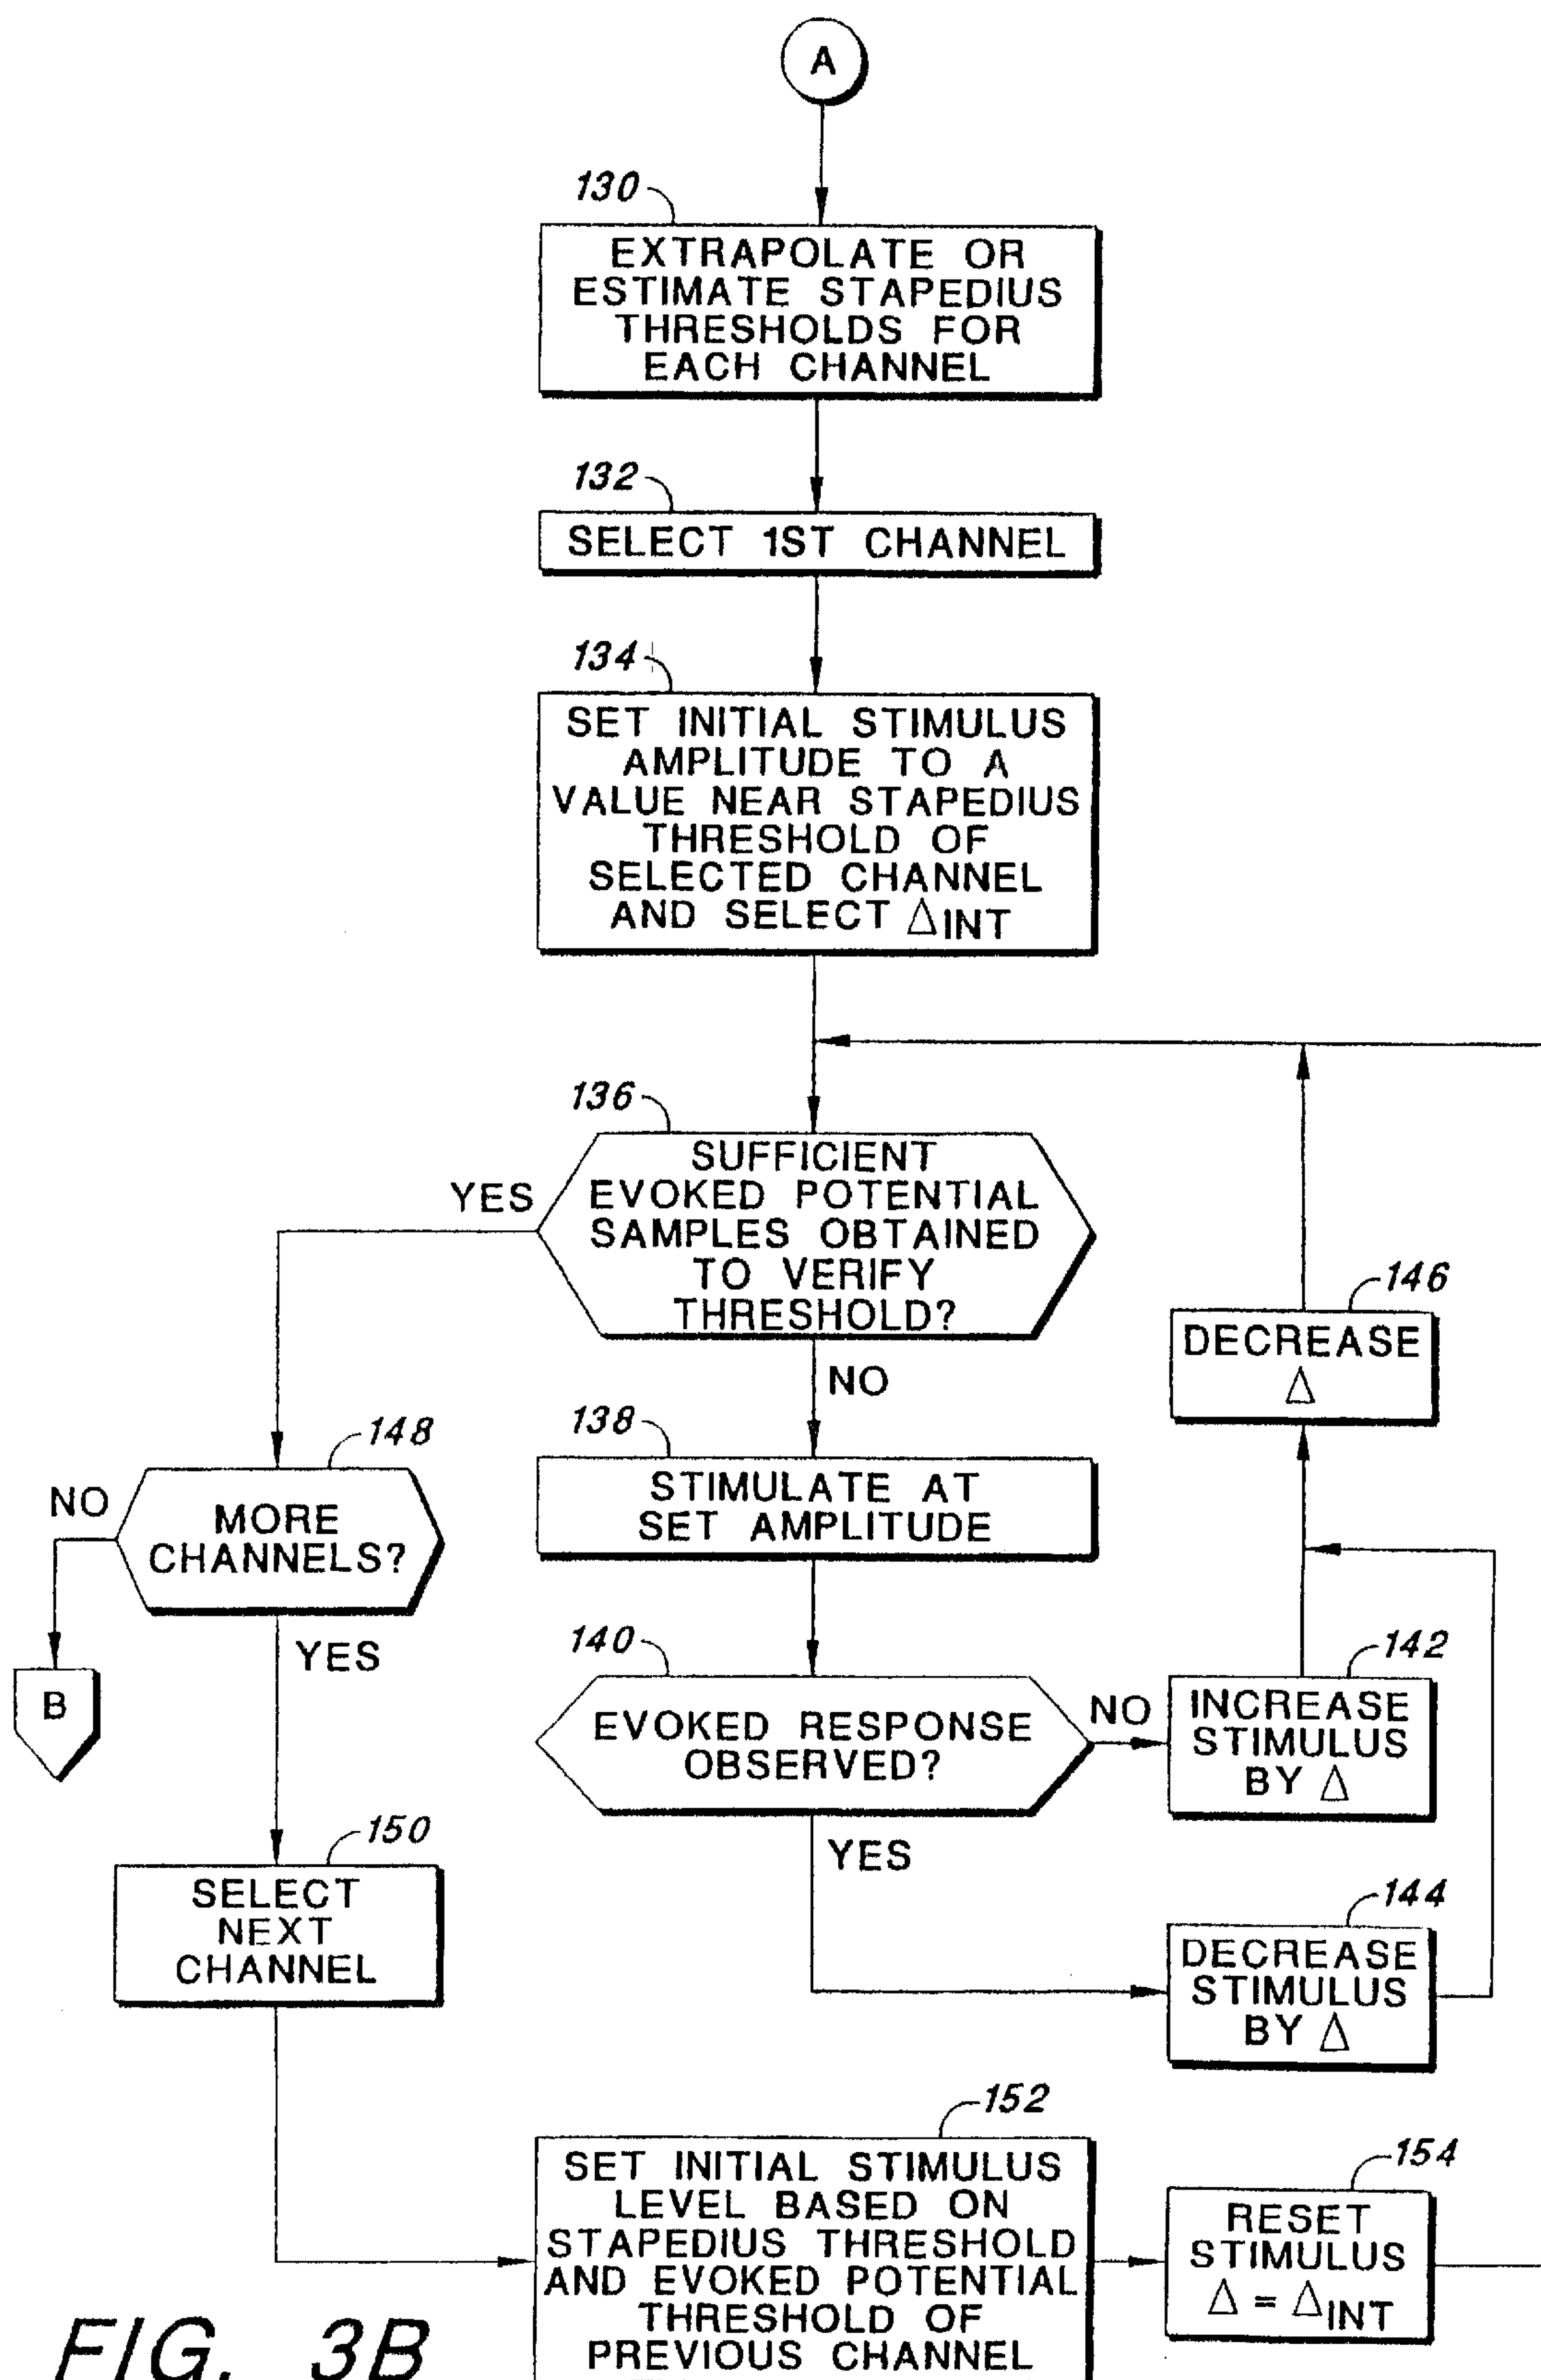 A
130
EXTRAPOLATE OR
ESTIMATE STAPEDIUS
THRESHOLDS FOR
EACH CHANNEL
132
SELECT 1ST CHANNEL
134
SET INITIAL STIMULUS
AMPLITUDE TO A
VALUE NEAR STAPEDIUS
THRESHOLD OF
SELECTED CHANNEL
AND SELECT ΔINT
136
SUFFICIENT
EVOKED POTENTIAL
SAMPLES OBTAINED
TO VERIFY
THRESHOLD?
YES
NO
138
STIMULATE AT
SET AMPLITUDE
140
EVOKED RESPONSE
OBSERVED?
NO
YES
142
INCREASE
STIMULUS
BY Δ
144
DECREASE
STIMULUS
BY Δ
146
DECREASE
Δ
148
MORE
CHANNELS?
NO
B
YES
150
SELECT
NEXT
CHANNEL
152
SET INITIAL STIMULUS
LEVEL BASED ON
STAPEDIUS THRESHOLD
AND EVOKED POTENTIAL
THRESHOLD OF
PREVIOUS CHANNEL
154
RESET
STIMULUS
Δ = ΔINT
FIG. 3B